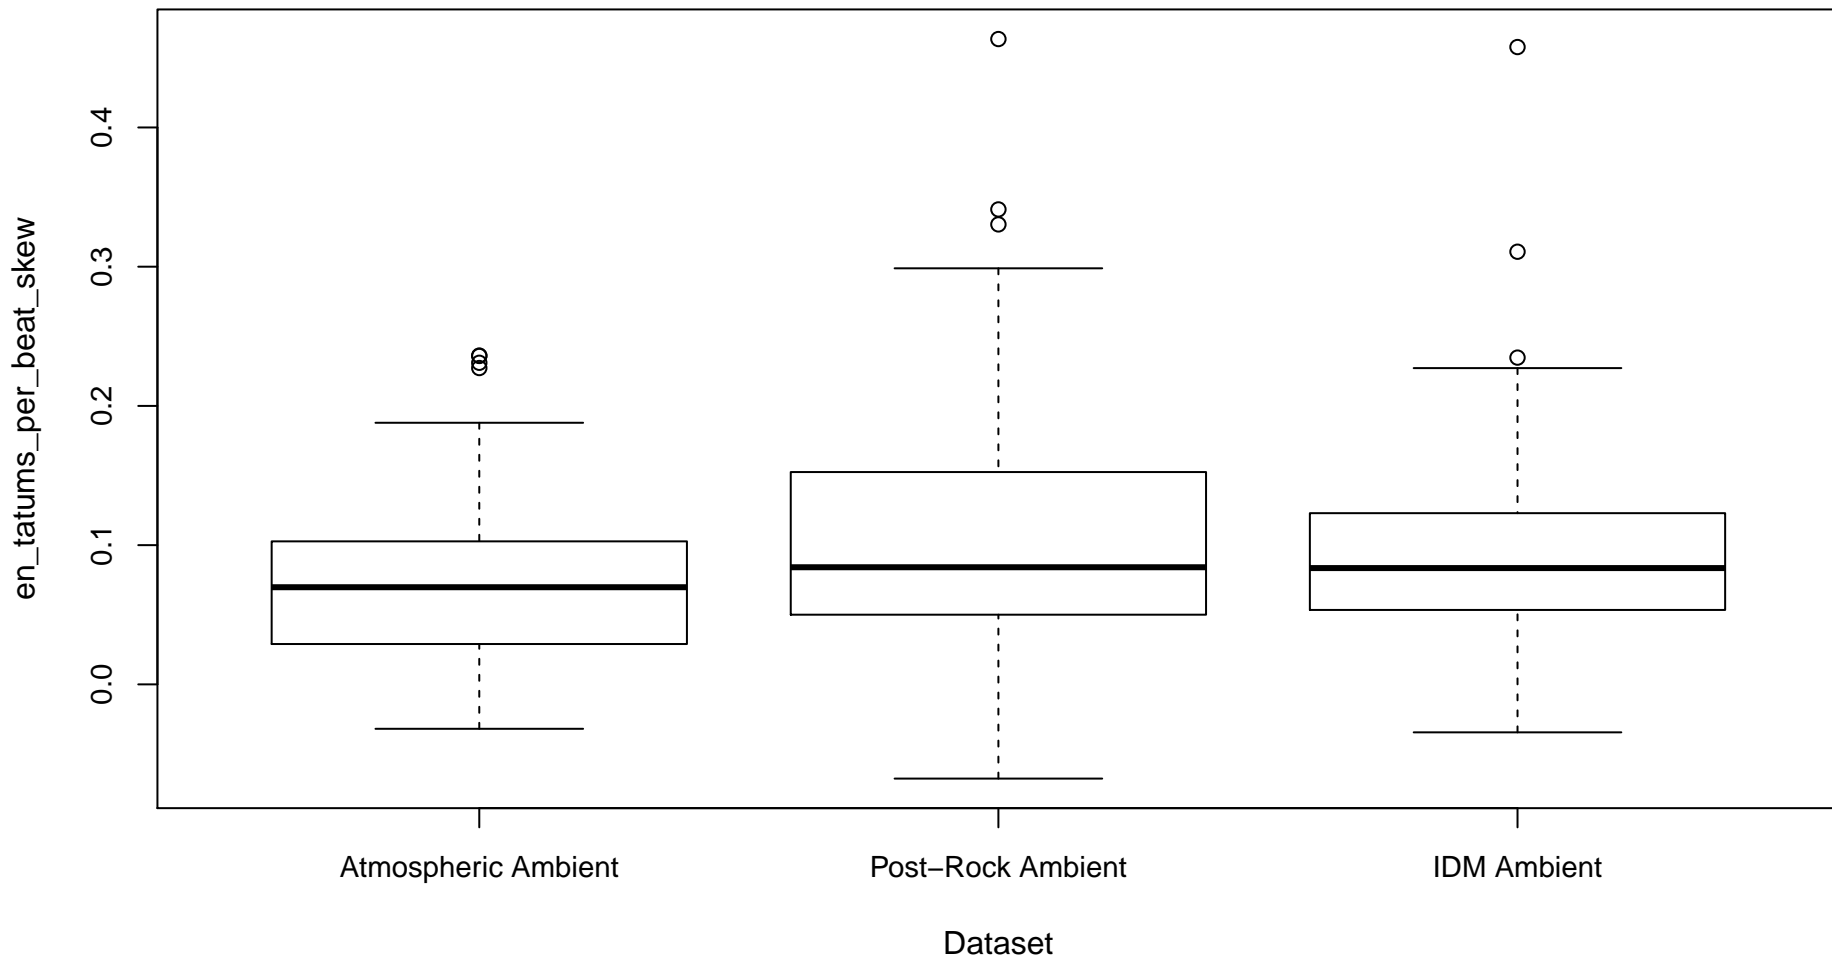 en_tatums_per_beat_skew
0.4
0.3
0.2
0.1
0.0
Atmospheric Ambient
Post−Rock Ambient
IDM Ambient
Dataset